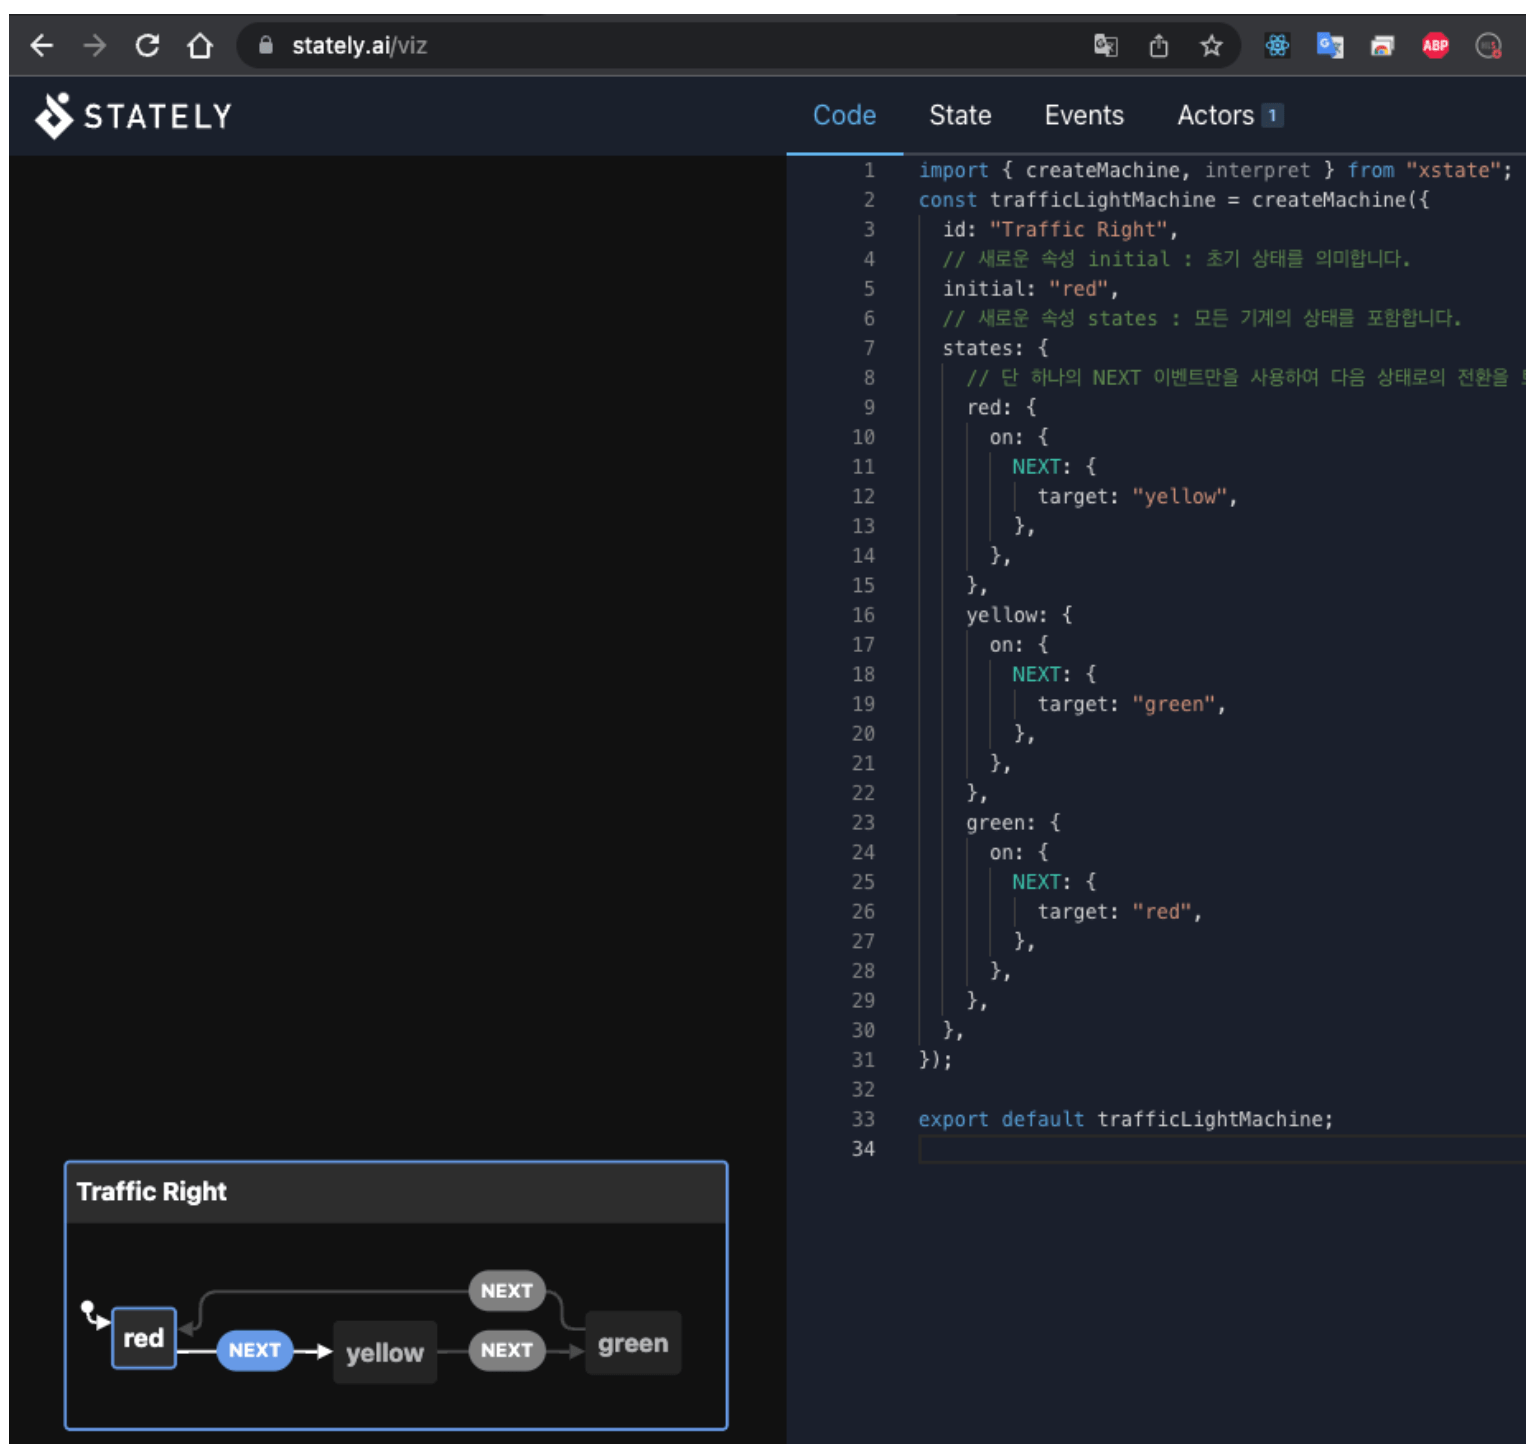 stately.ai/viz
ABP
STATELY
Code State Events Actors 1
1 import { createMachine, interpret } from "xstate";
2 const trafficLightMachine = createMachine({
3 id: "Traffic Right",
4 // 새로운 속성 initial : 초기 상태를 의미합니다.
5 initial: "red",
6 // 새로운 속성 states : 모든 기계의 상태를 포함합니다.
7 states: {
8 // 단 하나의 NEXT 이벤트만을 사용하여 다음 상태로의 전환을
9 red: {
10 on: {
11 NEXT: {
12 target: "yellow",
13 },
14 },
15 },
16 yellow: {
17 on: {
18 NEXT: {
19 target: "green",
20 },
21 },
22 },
23 green: {
24 on: {
25 NEXT: {
26 target: "red",
27 },
28 },
29 },
30 },
31 });
32
33 export default trafficLightMachine;
34
Traffic Right
NEXT
red NEXT yellow NEXT green